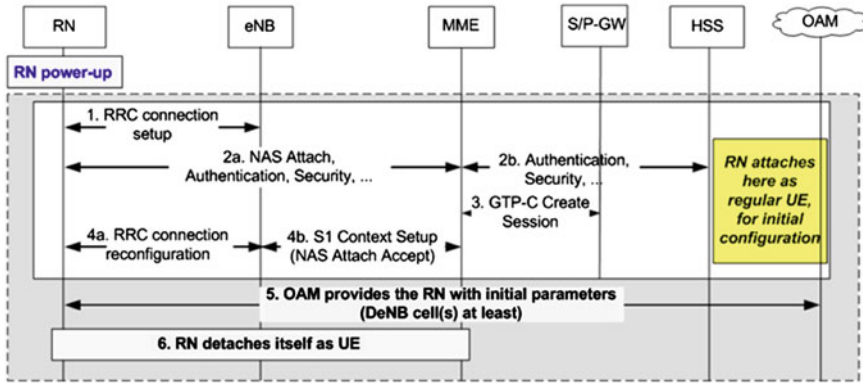 RN
eNB
MME
S/P-GW
HSS
OAM
RN power-up
1. RRC connection
setup
2a. NAS Attach,
Authentication, Security, ...
2b. Authentication,
Security, ...
3. GTP-C Create
Session
RN attaches
here as
regular UE,
for initial
configuration
4a. RRC connection
reconfiguration
4b. S1 Context Setup
(NAS Attach Accept)
5. OAM provides the RN with initial parameters
(DeNB cell(s) at least)
6. RN detaches itself as UE